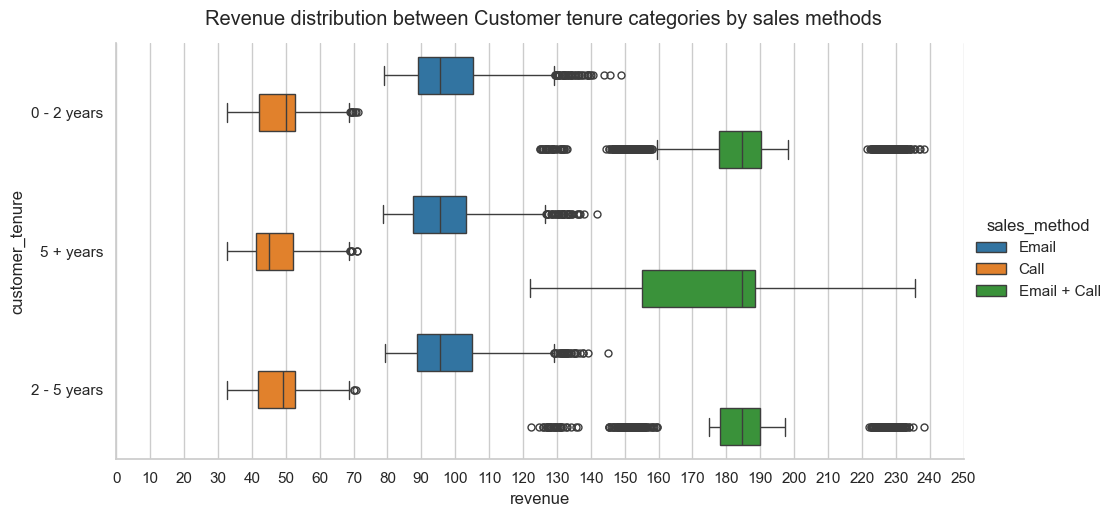 Revenue distribution between Customer tenure categories by sales methods
customer_tenure
0 - 2 years
5 + years
2 - 5 years
0 10 20 30 40 50 60 70 80 90 100 110 120 130 140 150 160 170 180 190 200 210 220 230 240 250
revenue
sales_method
Email
Call
Email + Call